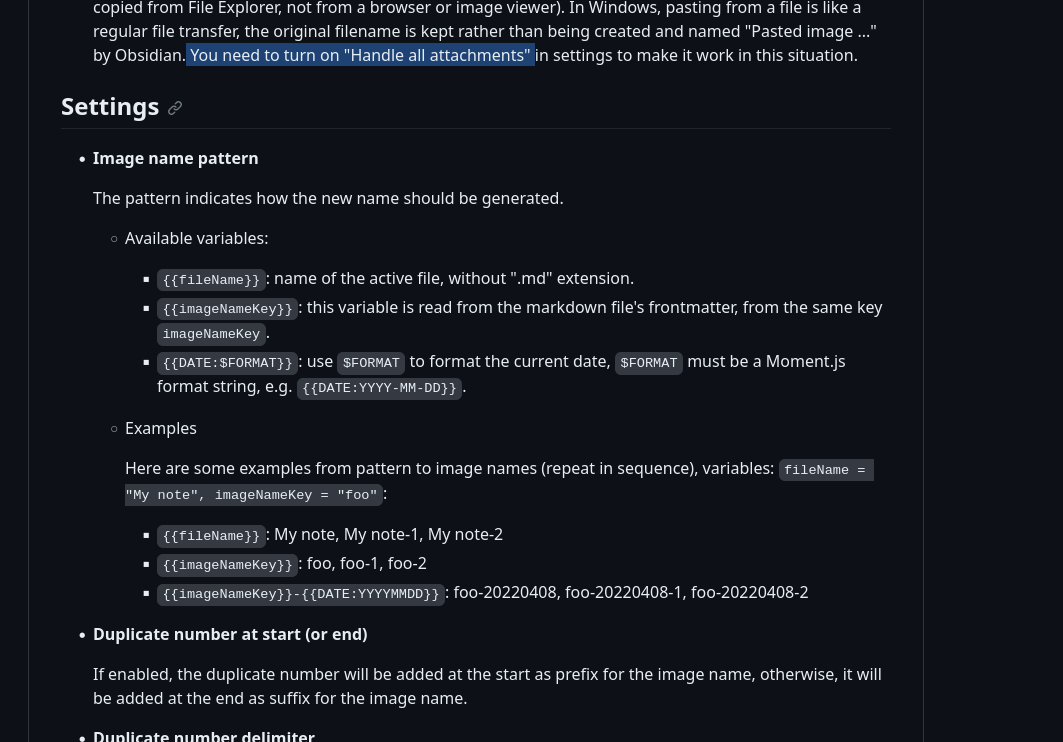 copied from File Explorer, not from a browser or image viewer). In Windows, pasting from a file is like a
regular file transfer, the original filename is kept rather than being created and named "Pasted image ..."
by Obsidian. You need to turn on "Handle all attachments" in settings to make it work in this situation.
Settings
• Image name pattern
The pattern indicates how the new name should be generated.
○ Available variables:
▪ {{fileName}}: name of the active file, without ".md" extension.
▪ {{imageNameKey}}: this variable is read from the markdown file's frontmatter, from the same key
imageNameKey.
▪ {{DATE:$FORMAT}}: use $FORMAT to format the current date, $FORMAT must be a Moment.js
format string, e.g. {{DATE:YYYY-MM-DD}}.
○ Examples
Here are some examples from pattern to image names (repeat in sequence), variables: fileName =
"My note", imageNameKey = "foo":
▪ {{fileName}}: My note, My note-1, My note-2
▪ {{imageNameKey}}: foo, foo-1, foo-2
▪ {{imageNameKey}}-{{DATE:YYYYMMDD}}: foo-20220408, foo-20220408-1, foo-20220408-2
• Duplicate number at start (or end)
If enabled, the duplicate number will be added at the start as prefix for the image name, otherwise, it will
be added at the end as suffix for the image name.
• Duplicate number delimiter